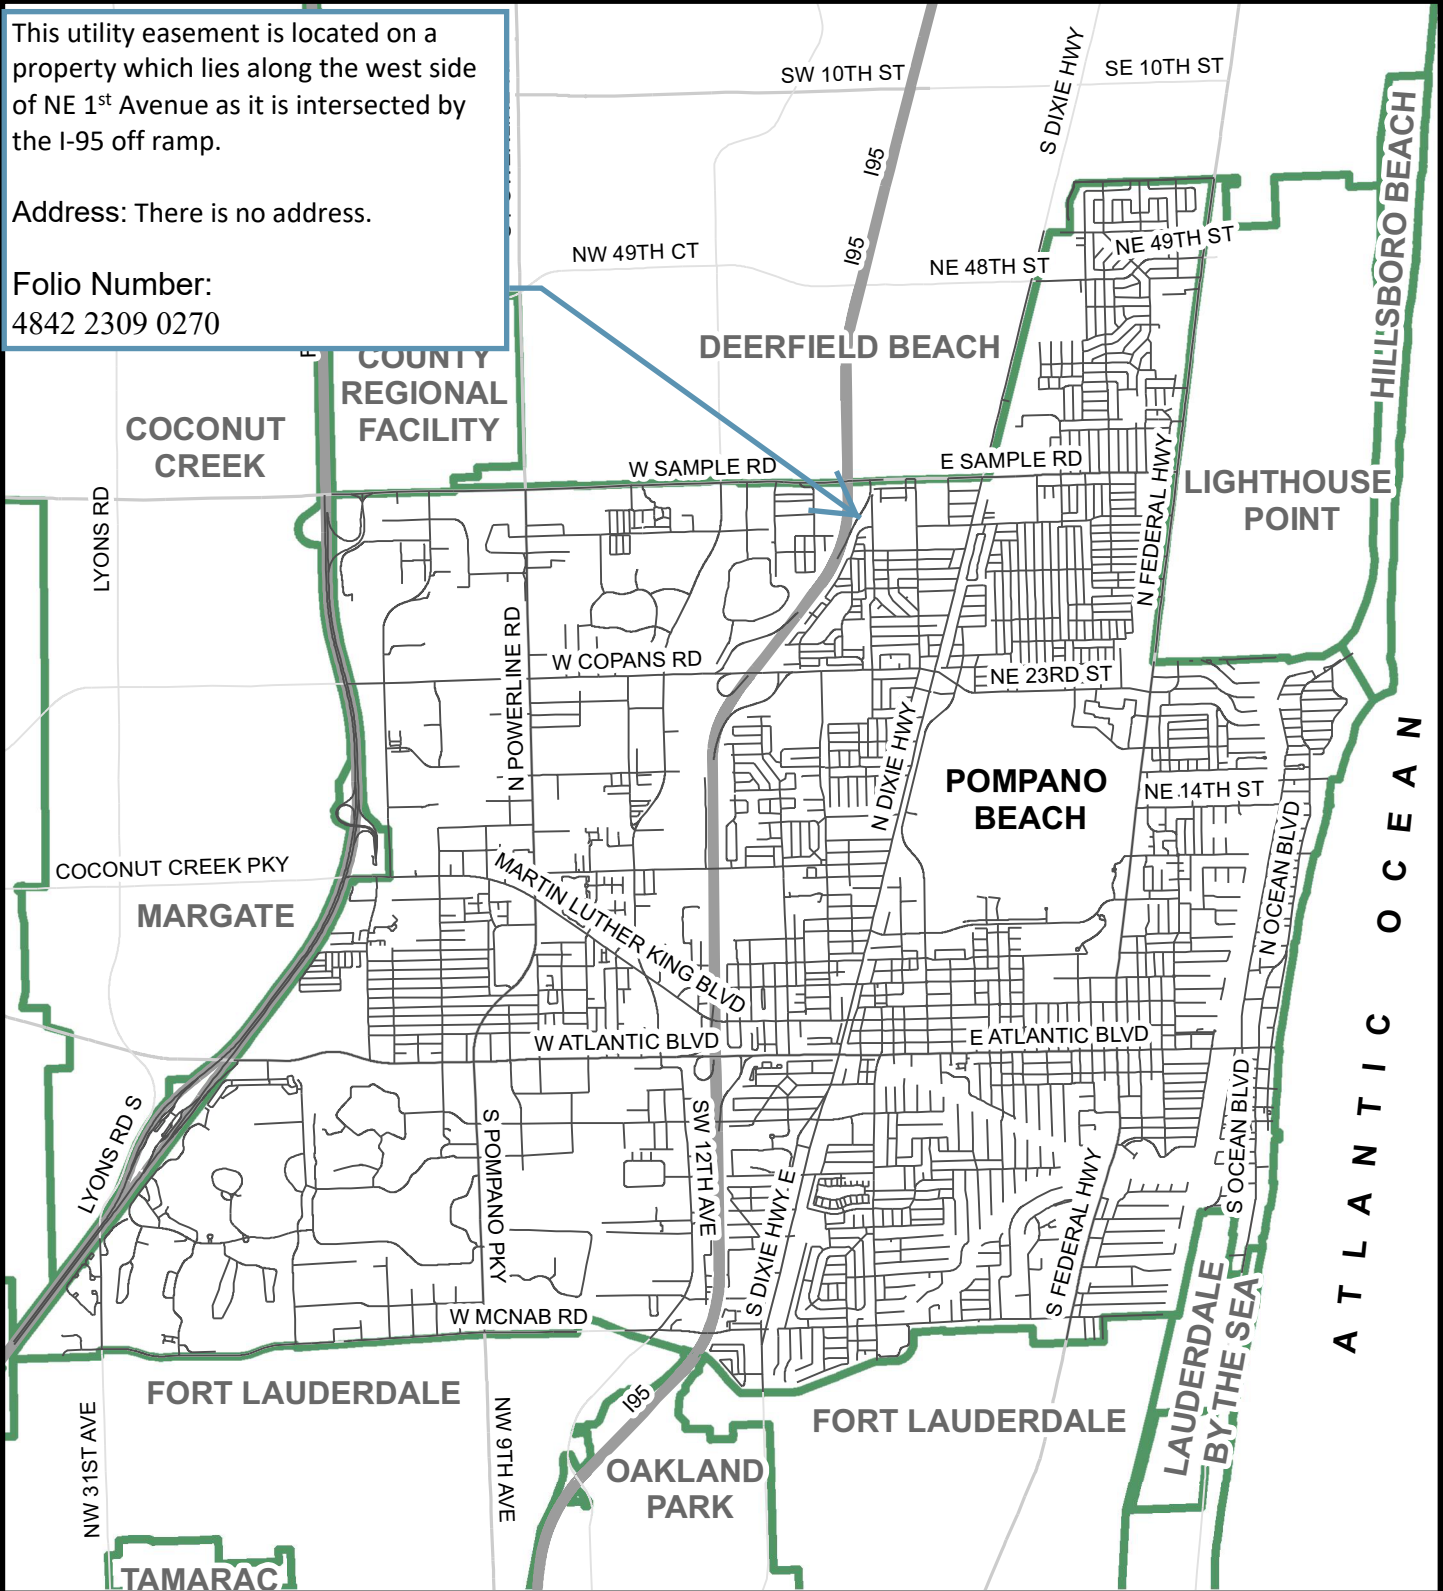 This utility easement is located on a
property which lies along the west side
of NE 1st Avenue as it is intersected by
the I-95 off ramp.
Address: There is no address.
Folio Number:
4842 2309 0270
SW 10TH ST
SE 10TH ST
S DIXIE HWY
I95
I95
HILLSBORO BEACH
NW 49TH CT
NE 48TH ST
NE 49TH ST
DEERFIELD BEACH
COUNTY
REGIONAL
FACILITY
COCONUT
CREEK
LYONS RD
W SAMPLE RD
E SAMPLE RD
N FEDERAL HWY
LIGHTHOUSE
POINT
N POWERLINE RD
W COPANS RD
NE 23RD ST
N DIXIE HWY
POMPANO
BEACH
NE 14TH ST
N OCEAN BLVD
ATLANTIC OCEAN
COCONUT CREEK PKY
MARGATE
MARTIN LUTHER KING BLVD
W ATLANTIC BLVD
E ATLANTIC BLVD
LYONS RD S
S POMPANO PKY
SW 12TH AVE
S DIXIE HWY E
S FEDERAL HWY
S OCEAN BLVD
W MCNAB RD
LAUDERDALE
BY THE SEA
FORT LAUDERDALE
I95
FORT LAUDERDALE
NW 31ST AVE
NW 9TH AVE
OAKLAND
PARK
TAMARAC